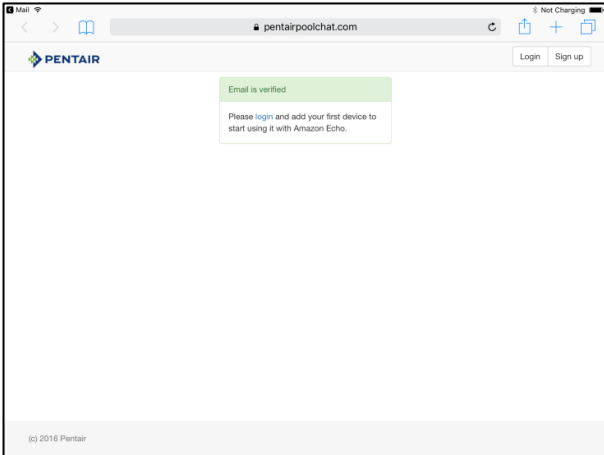 Mail
Not Charging
pentairpoolchat.com
PENTAIR
Login Sign up
Email is verified
Please login and add your first device to
start using it with Amazon Echo.
(c) 2016 Pentair